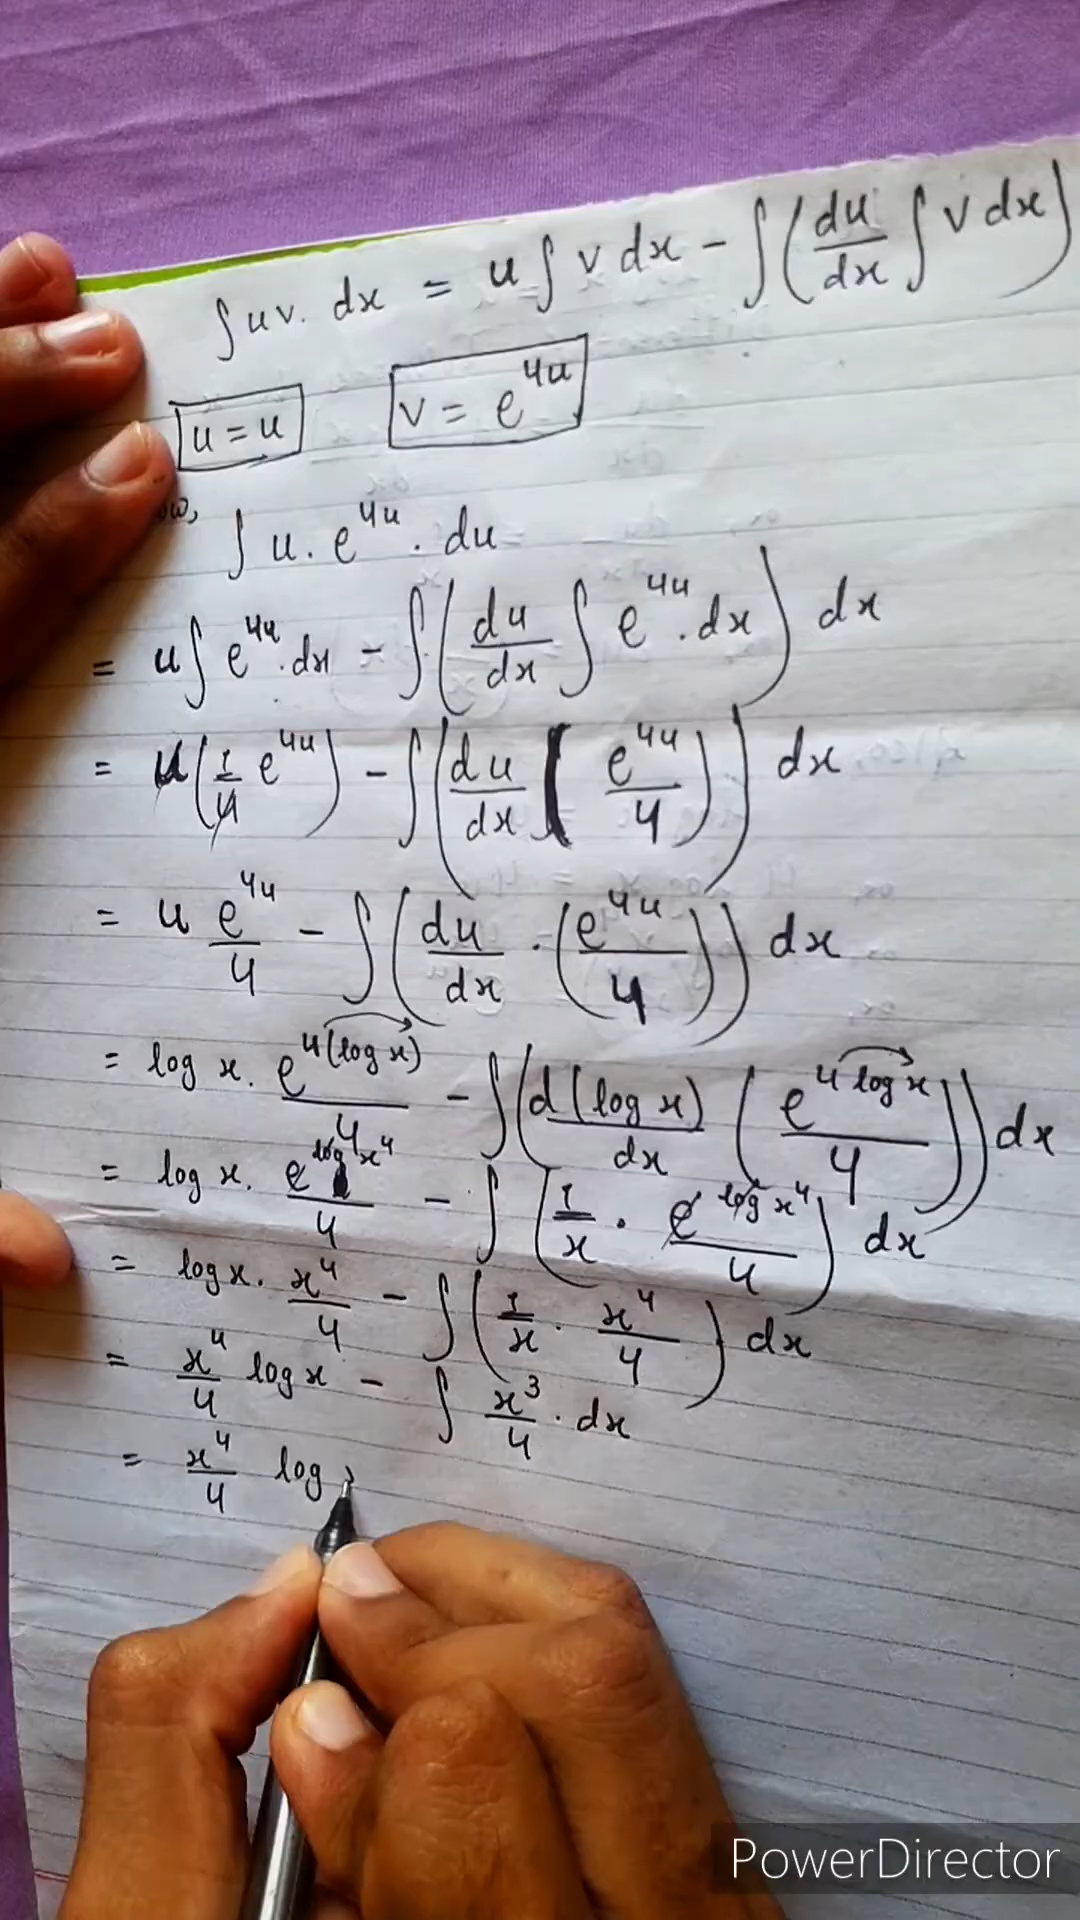 ∫ u v. dx = u ∫ v dx - ∫ ( du/dx ∫ v dx )
u = u    v = e^4u
ow,
∫ u. e^4u . du
= u ∫ e^4u . dx - ∫ ( du/dx ∫ e^4u . dx ) dx
= u ( 1/4 e^4u ) - ∫ ( du/dx ( e^4u/4 ) ) dx
= u e^4u/4 - ∫ ( du/dx . ( e^4u/4 ) ) dx
= log x. e^4(log x)/4 - ∫ ( d(log x)/dx ( e^4 log x/4 ) ) dx
= log x. e^log x^4/4 - ∫ ( 1/x . e^log x^4/4 ) dx
= log x. x^4/4 - ∫ ( 1/x . x^4/4 ) dx
= x^4/4 log x - ∫ x^3/4 . dx
= x^4/4 log
PowerDirector